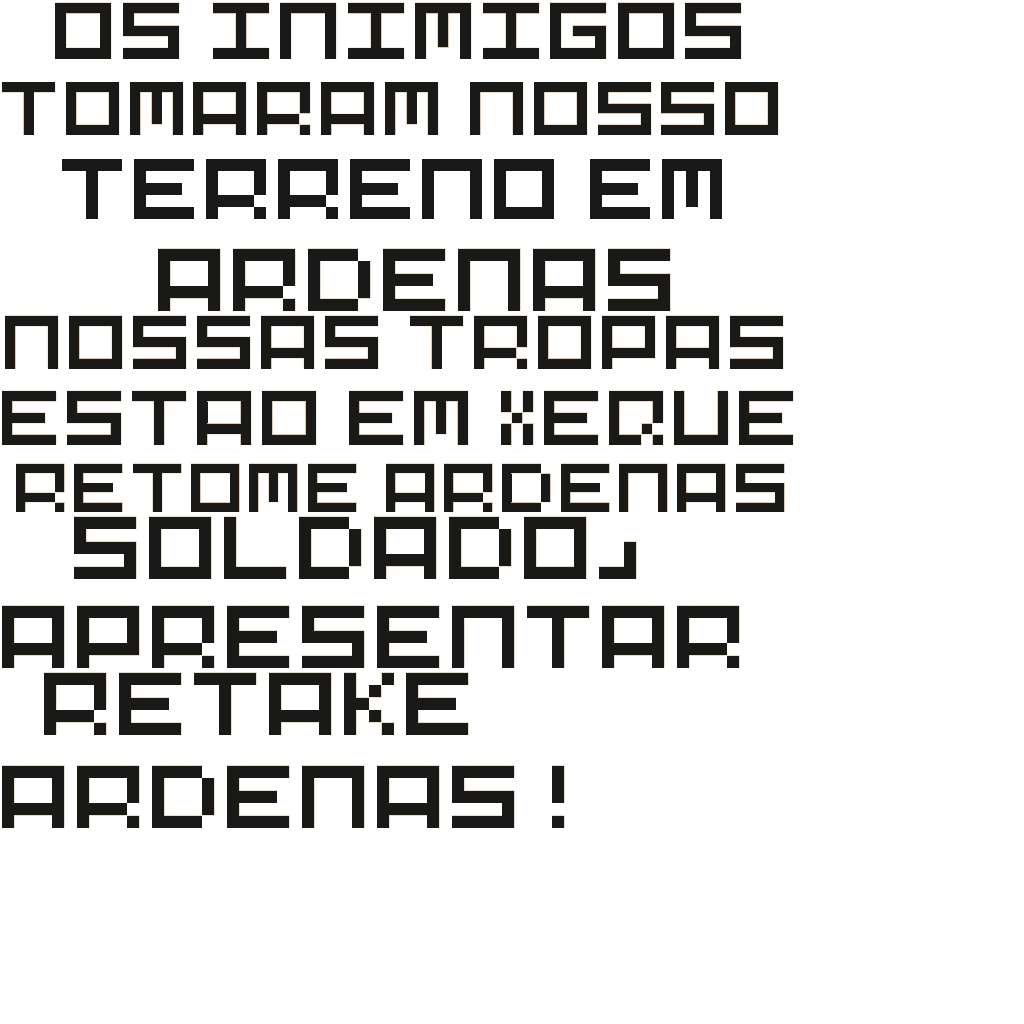 OS INIMIGOS
TOMARAM NOSSO
TERRENO EM
ARDENAS
NOSSAS TROPAS
ESTAO EM XEQUE
RETOME ARDENAS
SOLDADO,
APRESENTAR
RETAKE
ARDENAS !